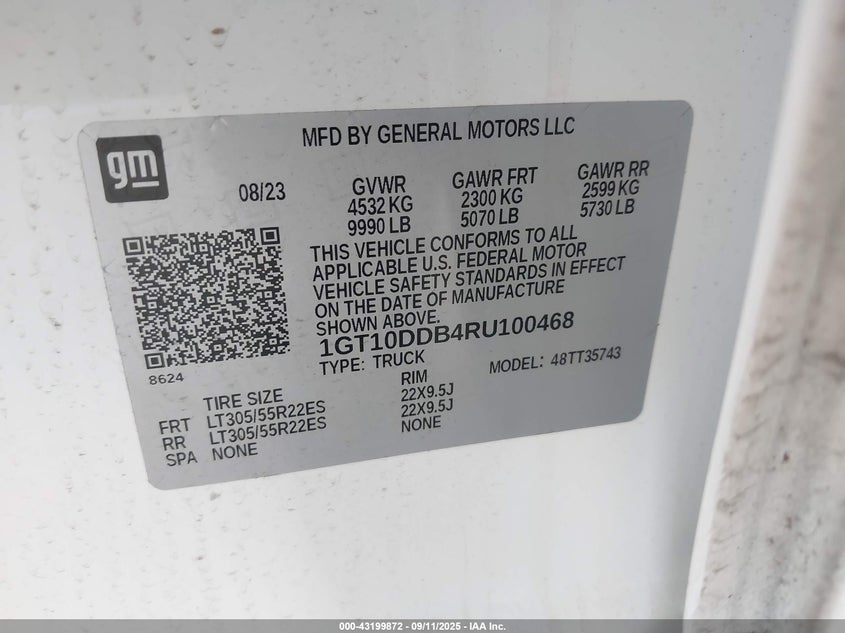 MFD BY GENERAL MOTORS LLC
gm
08/23
GVWR GAWR FRT GAWR RR
4532 KG 2300 KG 2599 KG
9990 LB 5070 LB 5730 LB
THIS VEHICLE CONFORMS TO ALL
APPLICABLE U.S. FEDERAL MOTOR
VEHICLE SAFETY STANDARDS IN EFFECT
ON THE DATE OF MANUFACTURE
SHOWN ABOVE.
1GT10DDB4RU100468
8624
TYPE: TRUCK MODEL: 48TT35743
TIRE SIZE RIM
FRT LT305/55R22ES 22X9.5J
RR LT305/55R22ES 22X9.5J
SPA NONE NONE
000-43199872 - 09/11/2025 - IAA Inc.